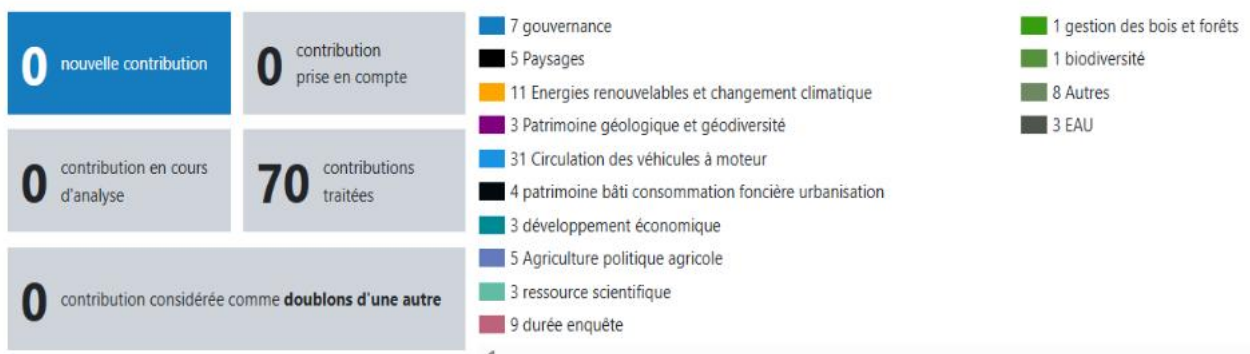 0 nouvelle contribution
0 contribution
prise en compte
0 contribution en cours
d'analyse
70 contributions
traitées
0 contribution considérée comme doublons d'une autre
7 gouvernance
5 Paysages
11 Energies renouvelables et changement climatique
3 Patrimoine géologique et géodiversité
31 Circulation des véhicules à moteur
4 patrimoine bâti consommation foncière urbanisation
3 développement économique
5 Agriculture politique agricole
3 ressource scientifique
9 durée enquête
1 gestion des bois et forêts
1 biodiversité
8 Autres
3 EAU